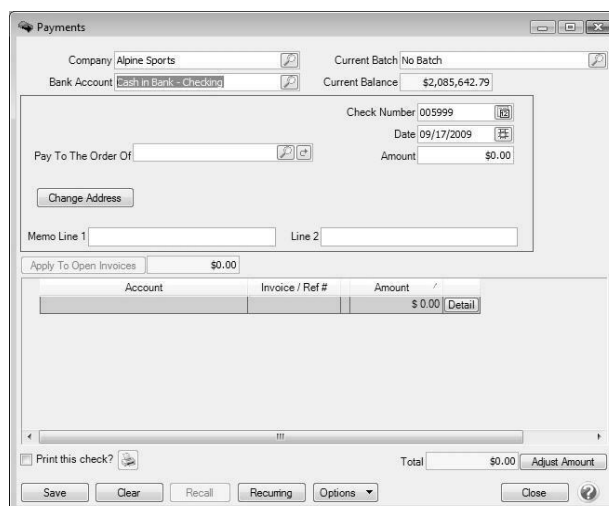 Payments
Company Alpine Sports Current Batch No Batch
Bank Account Cash in Bank - Checking Current Balance $2,085,642.79
Check Number 005999
Date 09/17/2009
Pay To The Order Of Amount $0.00
Change Address
Memo Line 1 Line 2
Apply To Open Invoices $0.00
Account Invoice / Ref # Amount
$ 0.00 Detail
Print this check? Total $0.00 Adjust Amount
Save Clear Recall Recurring Options Close